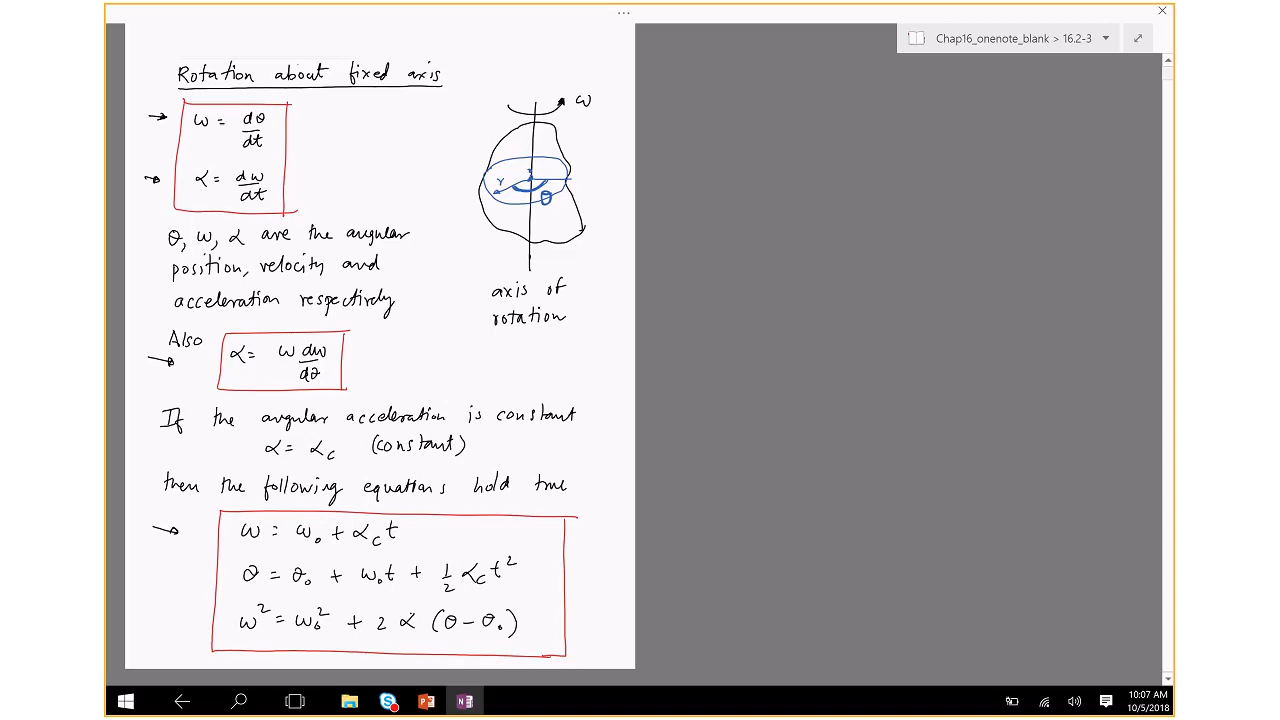 ...
Chap16_onenote_blank > 16.2-3
Rotation about fixed axis
ω = dθ/dt
α = dω/dt
ω
r
θ
θ, ω, α are the angular
position, velocity and
acceleration respectively
axis of
rotation
Also
α = ω dω/dθ
If the angular acceleration is constant
α = α_c (constant)
then the following equations hold true
ω = ω₀ + α_c t
θ = θ₀ + ω₀t + 1/2 α_c t²
ω² = ω₀² + 2 α (θ - θ₀)
10:07 AM
10/5/2018